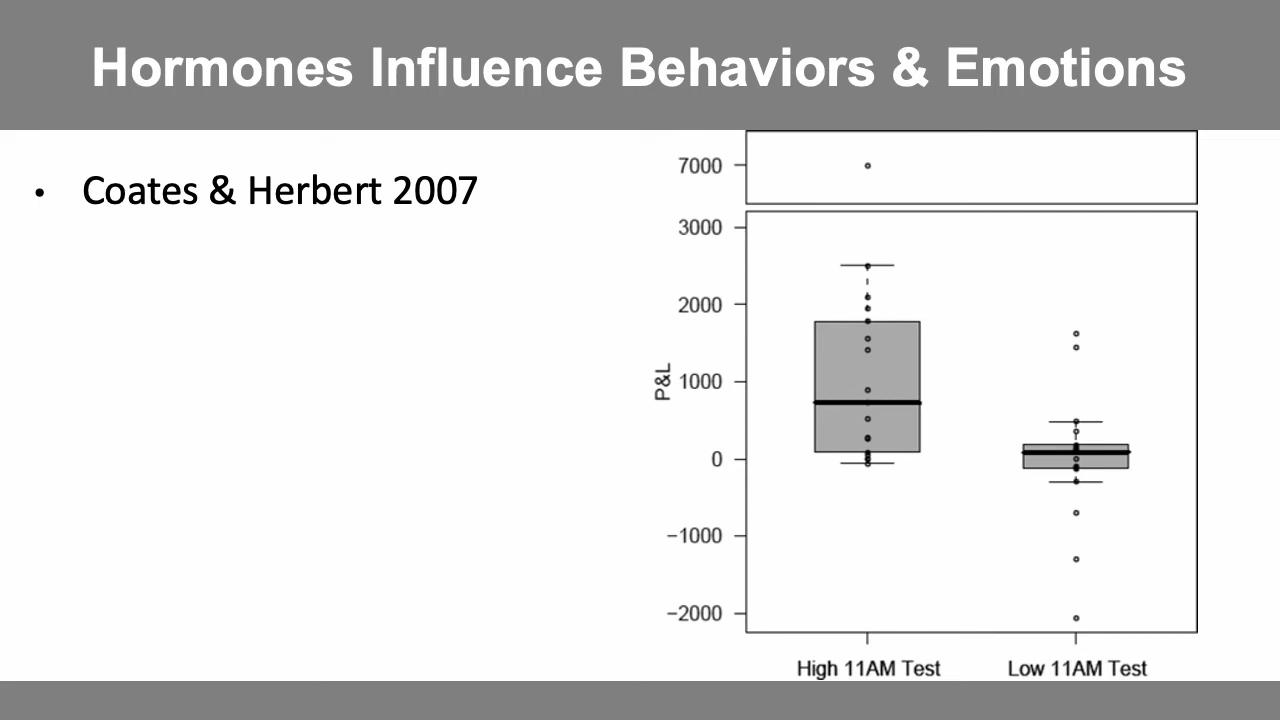 Hormones Influence Behaviors & Emotions
• Coates & Herbert 2007
7000
3000
2000
1000
0
−1000
−2000
P&L
High 11AM Test
Low 11AM Test